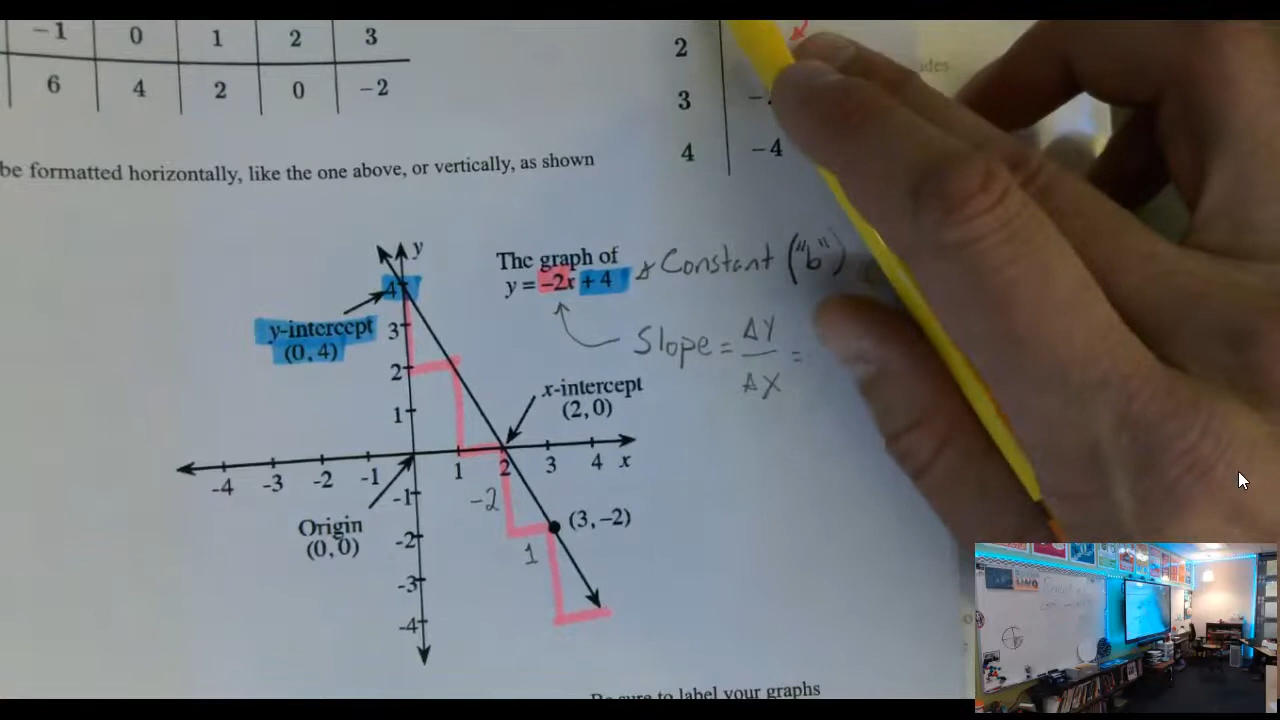 -1 0 1 2 3
6 4 2 0 -2
2
3
4 -4
be formatted horizontally, like the one above, or vertically, as shown
y
The graph of
y = -2x + 4
Constant ("b")
Slope = ΔY/ΔX =
y-intercept
(0, 4)
4
3
2
1
x-intercept
(2, 0)
-4 -3 -2 -1 1 2 3 4 x
Origin
(0, 0)
-1
-2
-3
-4
-2
1
(3, -2)
Be sure to label your graphs